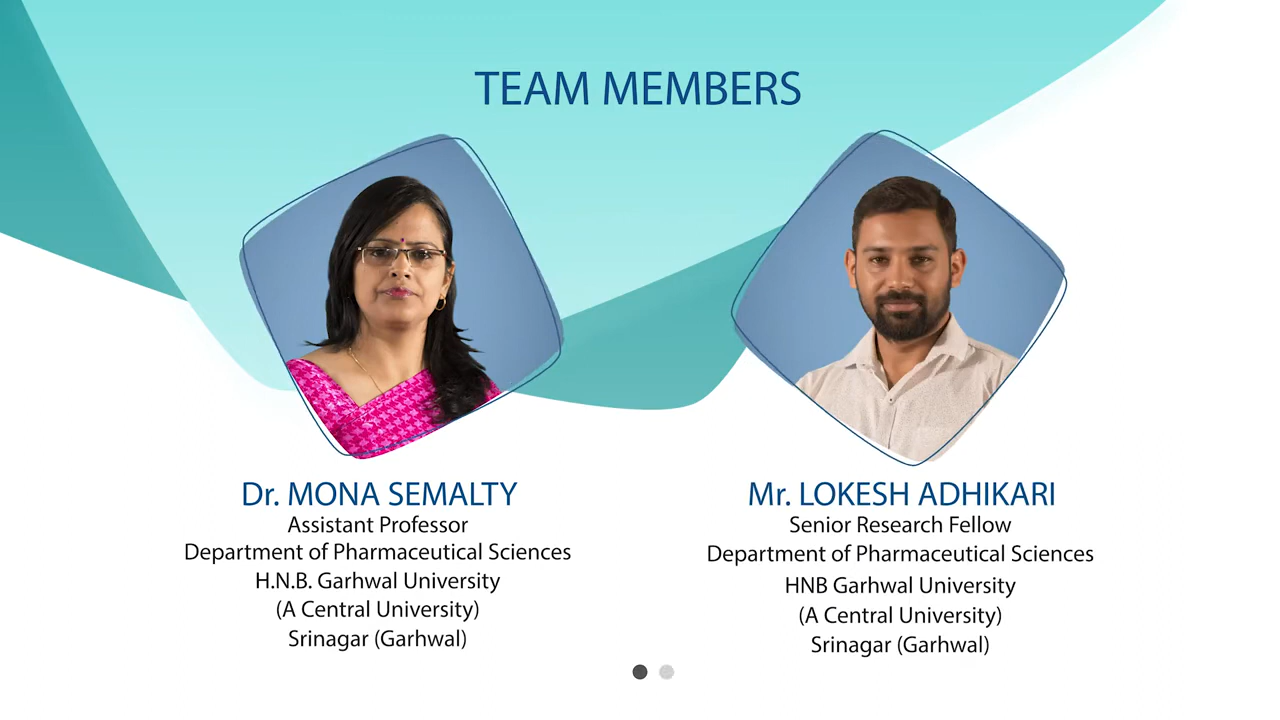 TEAM MEMBERS
Dr. MONA SEMALTY
Assistant Professor
Department of Pharmaceutical Sciences
H.N.B. Garhwal University
(A Central University)
Srinagar (Garhwal)
Mr. LOKESH ADHIKARI
Senior Research Fellow
Department of Pharmaceutical Sciences
HNB Garhwal University
(A Central University)
Srinagar (Garhwal)